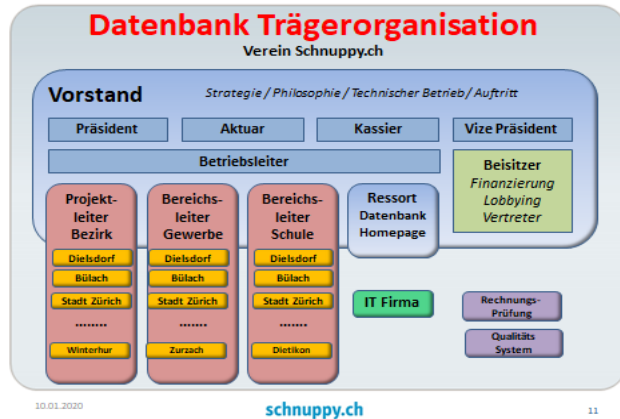 Datenbank Trägerorganisation
Verein Schnuppy.ch
Vorstand
Strategie / Philosophie / Technischer Betrieb / Auftritt
Präsident
Aktuar
Kassier
Vize Präsident
Betriebsleiter
Beisitzer
Finanzierung
Lobbying
Vertreter
Projekt-
leiter
Bezirk
Dielsdorf
Bülach
Stadt Zürich
........
Winterhur
Bereichs-
leiter
Gewerbe
Dielsdorf
Bülach
Stadt Zürich
........
Zurzach
Bereichs-
leiter
Schule
Dielsdorf
Bülach
Stadt Zürich
........
Dietikon
Ressort
Datenbank
Homepage
IT Firma
Rechnungs-
Prüfung
Qualitäts
System
10.01.2020
schnuppy.ch
11